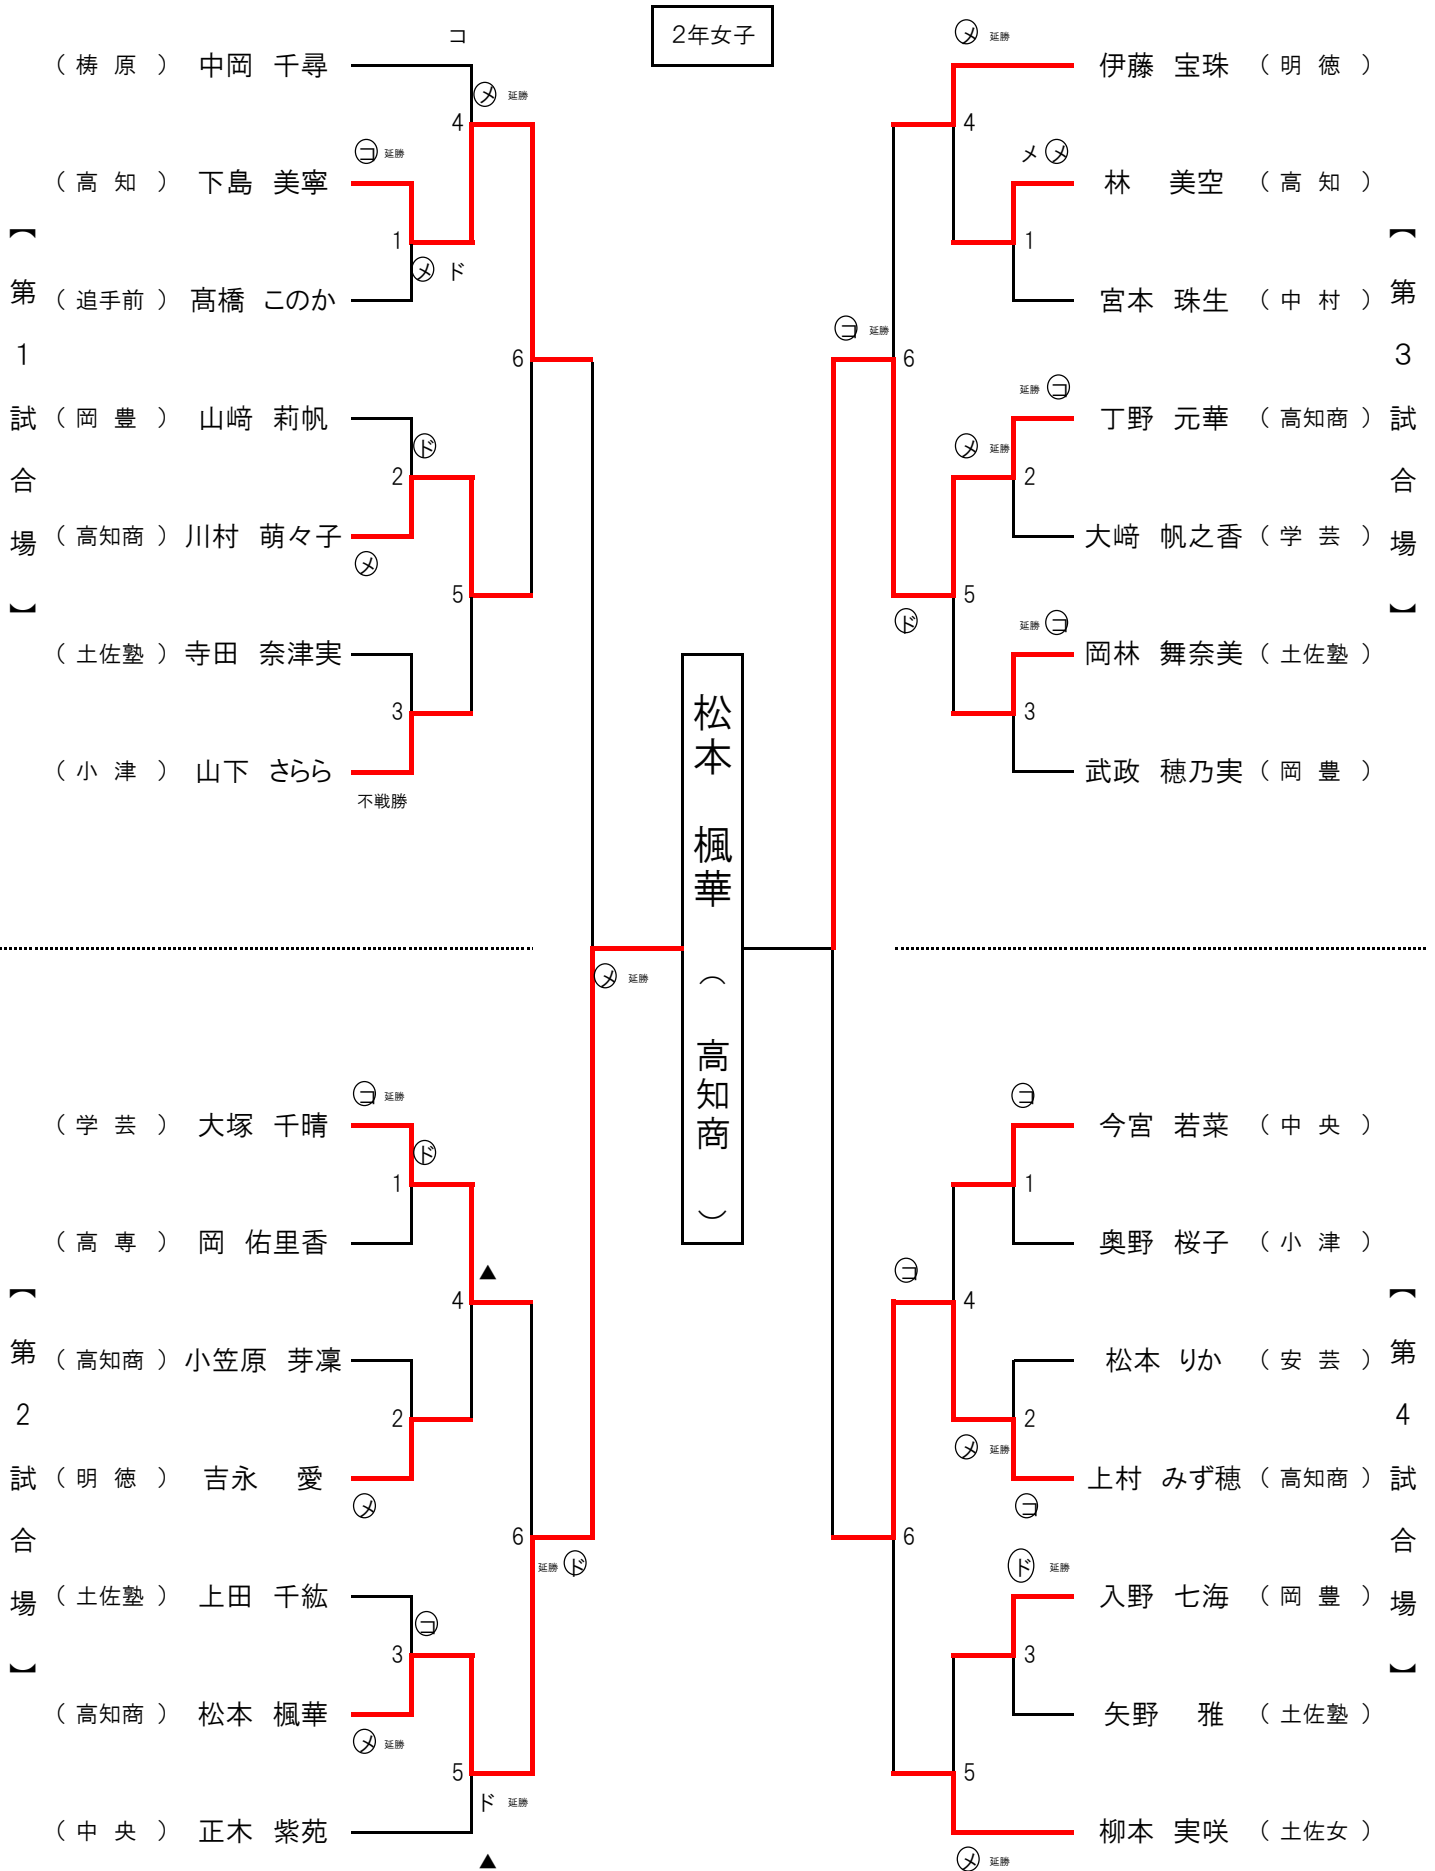 2年女子
コ
（ 梼 原 ） 中岡 千尋
㋱ 延勝
4
㋙ 延勝
（ 高 知 ） 下島 美寧
1
㋱ ド
（ 追手前 ） 髙橋 このか
6
（ 岡 豊 ） 山﨑 莉帆
ド
2
（ 高知商 ） 川村 萌々子
㋱
5
（ 土佐塾 ） 寺田 奈津実
3
（ 小 津 ） 山下 さらら
不戦勝
【第1試合場】
㋱ 延勝
伊藤 宝珠 （ 明 徳 ）
4
メ ㋱
林 美空 （ 高 知 ）
1
宮本 珠生 （ 中 村 ）
㋙ 延勝
6
延勝 ㋙
丁野 元華 （ 高知商 ）
㋱ 延勝
2
大﨑 帆之香 （ 学 芸 ）
5
ド
延勝 ㋙
岡林 舞奈美 （ 土佐塾 ）
3
武政 穂乃実 （ 岡 豊 ）
【第3試合場】
松本 楓華 （ 高知商 ）
㋱ 延勝
㋙ 延勝
（ 学 芸 ） 大塚 千晴
ド
1
（ 高 専 ） 岡 佑里香
▲
4
（ 高知商 ） 小笠原 芽凜
2
（ 明 徳 ） 吉永 愛
㋱
6
延勝 ド
（ 土佐塾 ） 上田 千紘
㋙
3
（ 高知商 ） 松本 楓華
㋱ 延勝
5
ド 延勝
（ 中 央 ） 正木 紫苑
▲
【第2試合場】
㋙
今宮 若菜 （ 中 央 ）
1
奥野 桜子 （ 小 津 ）
㋙
4
松本 りか （ 安 芸 ）
2
㋱ 延勝
上村 みず穂 （ 高知商 ）
㋙
6
ド 延勝
入野 七海 （ 岡 豊 ）
3
矢野 雅 （ 土佐塾 ）
5
柳本 実咲 （ 土佐女 ）
㋱ 延勝
【第4試合場】